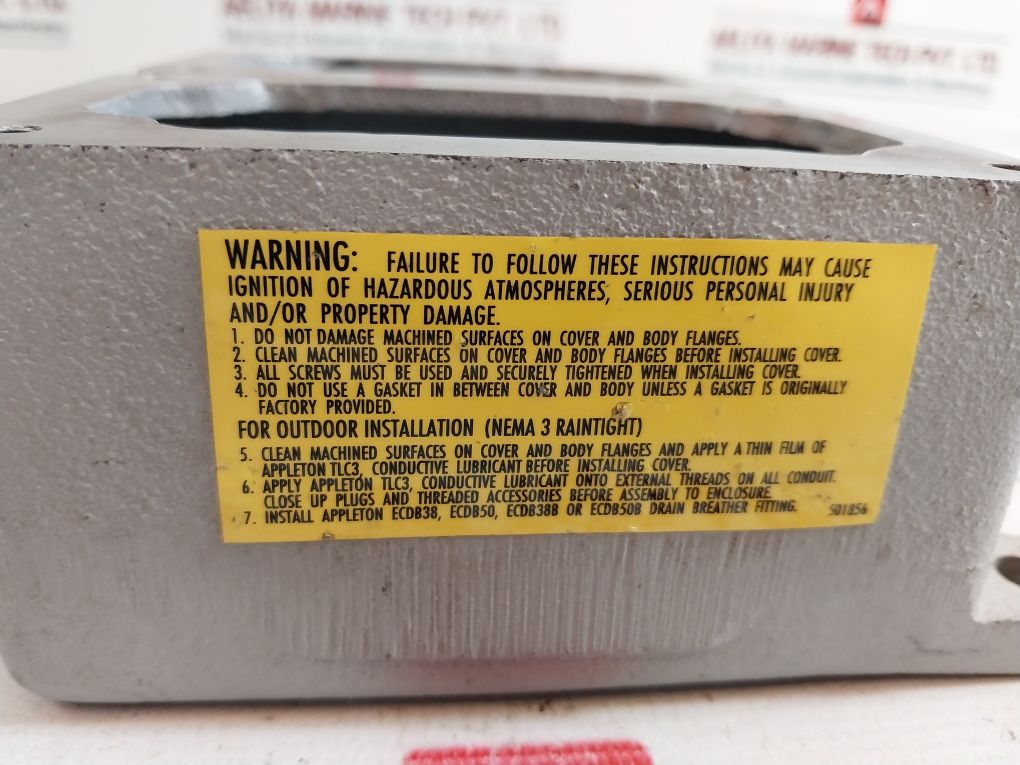 WARNING: FAILURE TO FOLLOW THESE INSTRUCTIONS MAY CAUSE
IGNITION OF HAZARDOUS ATMOSPHERES, SERIOUS PERSONAL INJURY
AND/OR PROPERTY DAMAGE.
1. DO NOT DAMAGE MACHINED SURFACES ON COVER AND BODY FLANGES.
2. CLEAN MACHINED SURFACES ON COVER AND BODY FLANGES BEFORE INSTALLING COVER.
3. ALL SCREWS MUST BE USED AND SECURELY TIGHTENED WHEN INSTALLING COVER.
4. DO NOT USE A GASKET IN BETWEEN COVER AND BODY UNLESS A GASKET IS ORIGINALLY
FACTORY PROVIDED.
FOR OUTDOOR INSTALLATION (NEMA 3 RAINTIGHT)
5. CLEAN MACHINED SURFACES ON COVER AND BODY FLANGES AND APPLY A THIN FILM OF
APPLETON TLC3, CONDUCTIVE LUBRICANT BEFORE INSTALLING COVER.
6. APPLY APPLETON TLC3, CONDUCTIVE LUBRICANT ONTO EXTERNAL THREADS ON ALL CONDUIT.
CLOSE UP PLUGS AND THREADED ACCESSORIES BEFORE ASSEMBLY TO ENCLOSURE.
7. INSTALL APPLETON ECDB38, ECDB50, ECDB38B OR ECDB50B DRAIN BREATHER FITTING. 501856